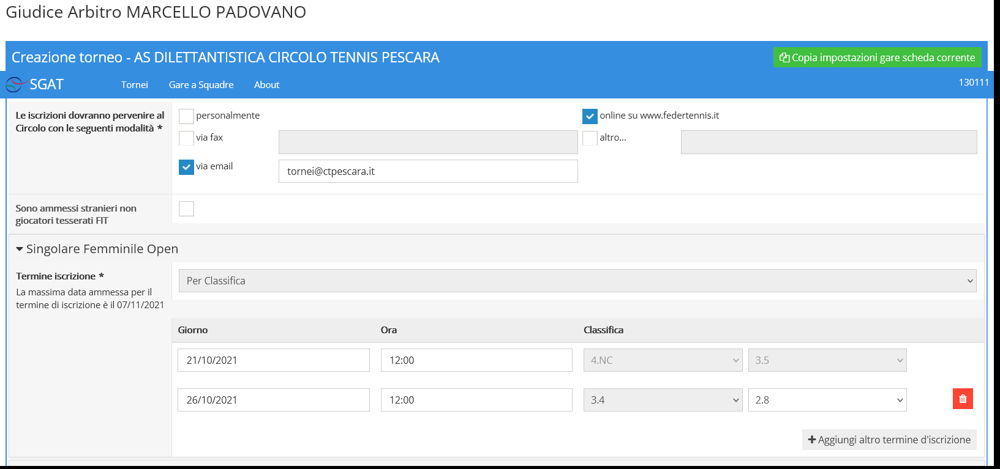 Giudice Arbitro MARCELLO PADOVANO
Creazione torneo - AS DILETTANTISTICA CIRCOLO TENNIS PESCARA
Copia impostazioni gare scheda corrente
SGAT
Tornei
Gare a Squadre
About
130111
Le iscrizioni dovranno pervenire al
Circolo con le seguenti modalità *
personalmente
online su www.federtennis.it
via fax
altro...
via email
tornei@ctpescara.it
Sono ammessi stranieri non
giocatori tesserati FIT
Singolare Femminile Open
Termine iscrizione *
La massima data ammessa per il
termine di iscrizione è il 07/11/2021
Per Classifica
Giorno
Ora
Classifica
21/10/2021
12:00
4.NC
3.5
26/10/2021
12:00
3.4
2.8
Aggiungi altro termine d'iscrizione